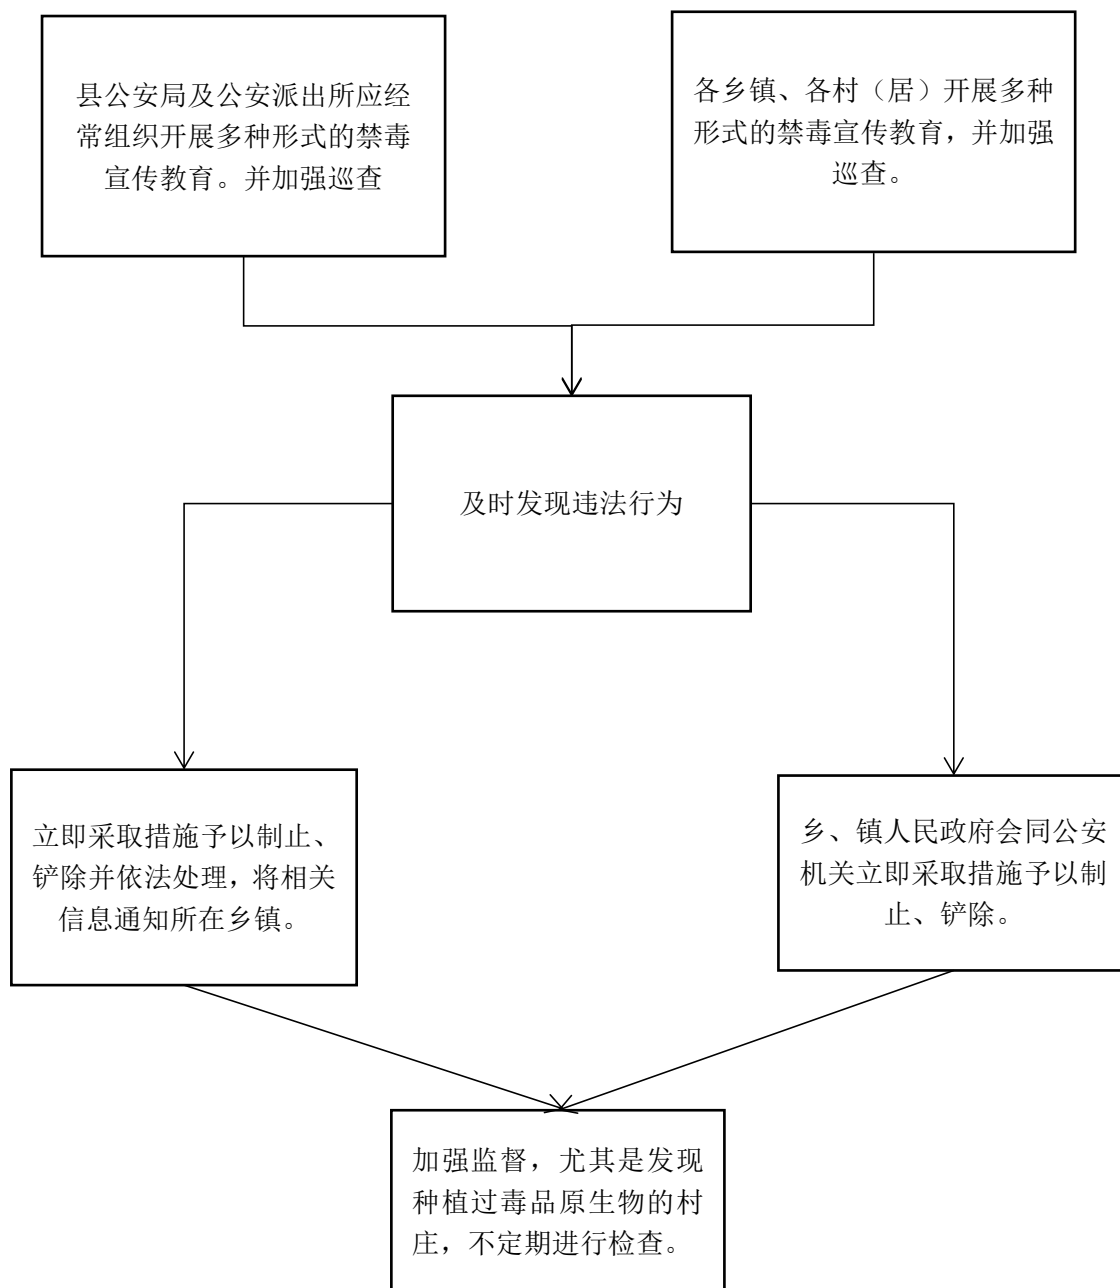 县公安局及公安派出所应经
常组织开展多种形式的禁毒
宣传教育。并加强巡查
各乡镇、各村（居）开展多种
形式的禁毒宣传教育，并加强
巡查。
及时发现违法行为
立即采取措施予以制止、
铲除并依法处理，将相关
信息通知所在乡镇。
乡、镇人民政府会同公安
机关立即采取措施予以制
止、铲除。
加强监督，尤其是发现
种植过毒品原生物的村
庄，不定期进行检查。